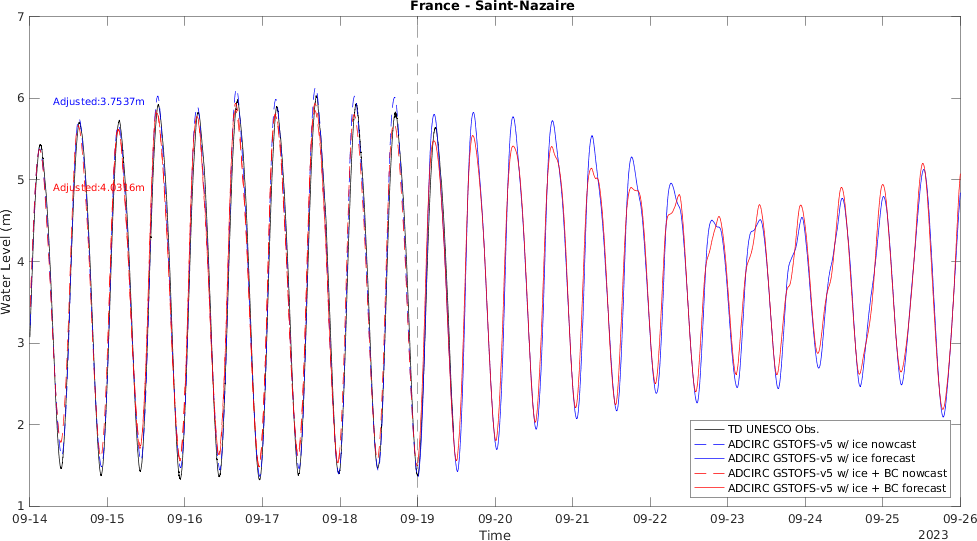 France - Saint-Nazaire
7
6
5
4
3
2
1
Water Level (m)
Adjusted:3.7537m
Adjusted:4.0316m
TD UNESCO Obs.
ADCIRC GSTOFS-v5 w/ ice nowcast
ADCIRC GSTOFS-v5 w/ ice forecast
ADCIRC GSTOFS-v5 w/ ice + BC nowcast
ADCIRC GSTOFS-v5 w/ ice + BC forecast
09-14 09-15 09-16 09-17 09-18 09-19 09-20 09-21 09-22 09-23 09-24 09-25 09-26
Time
2023